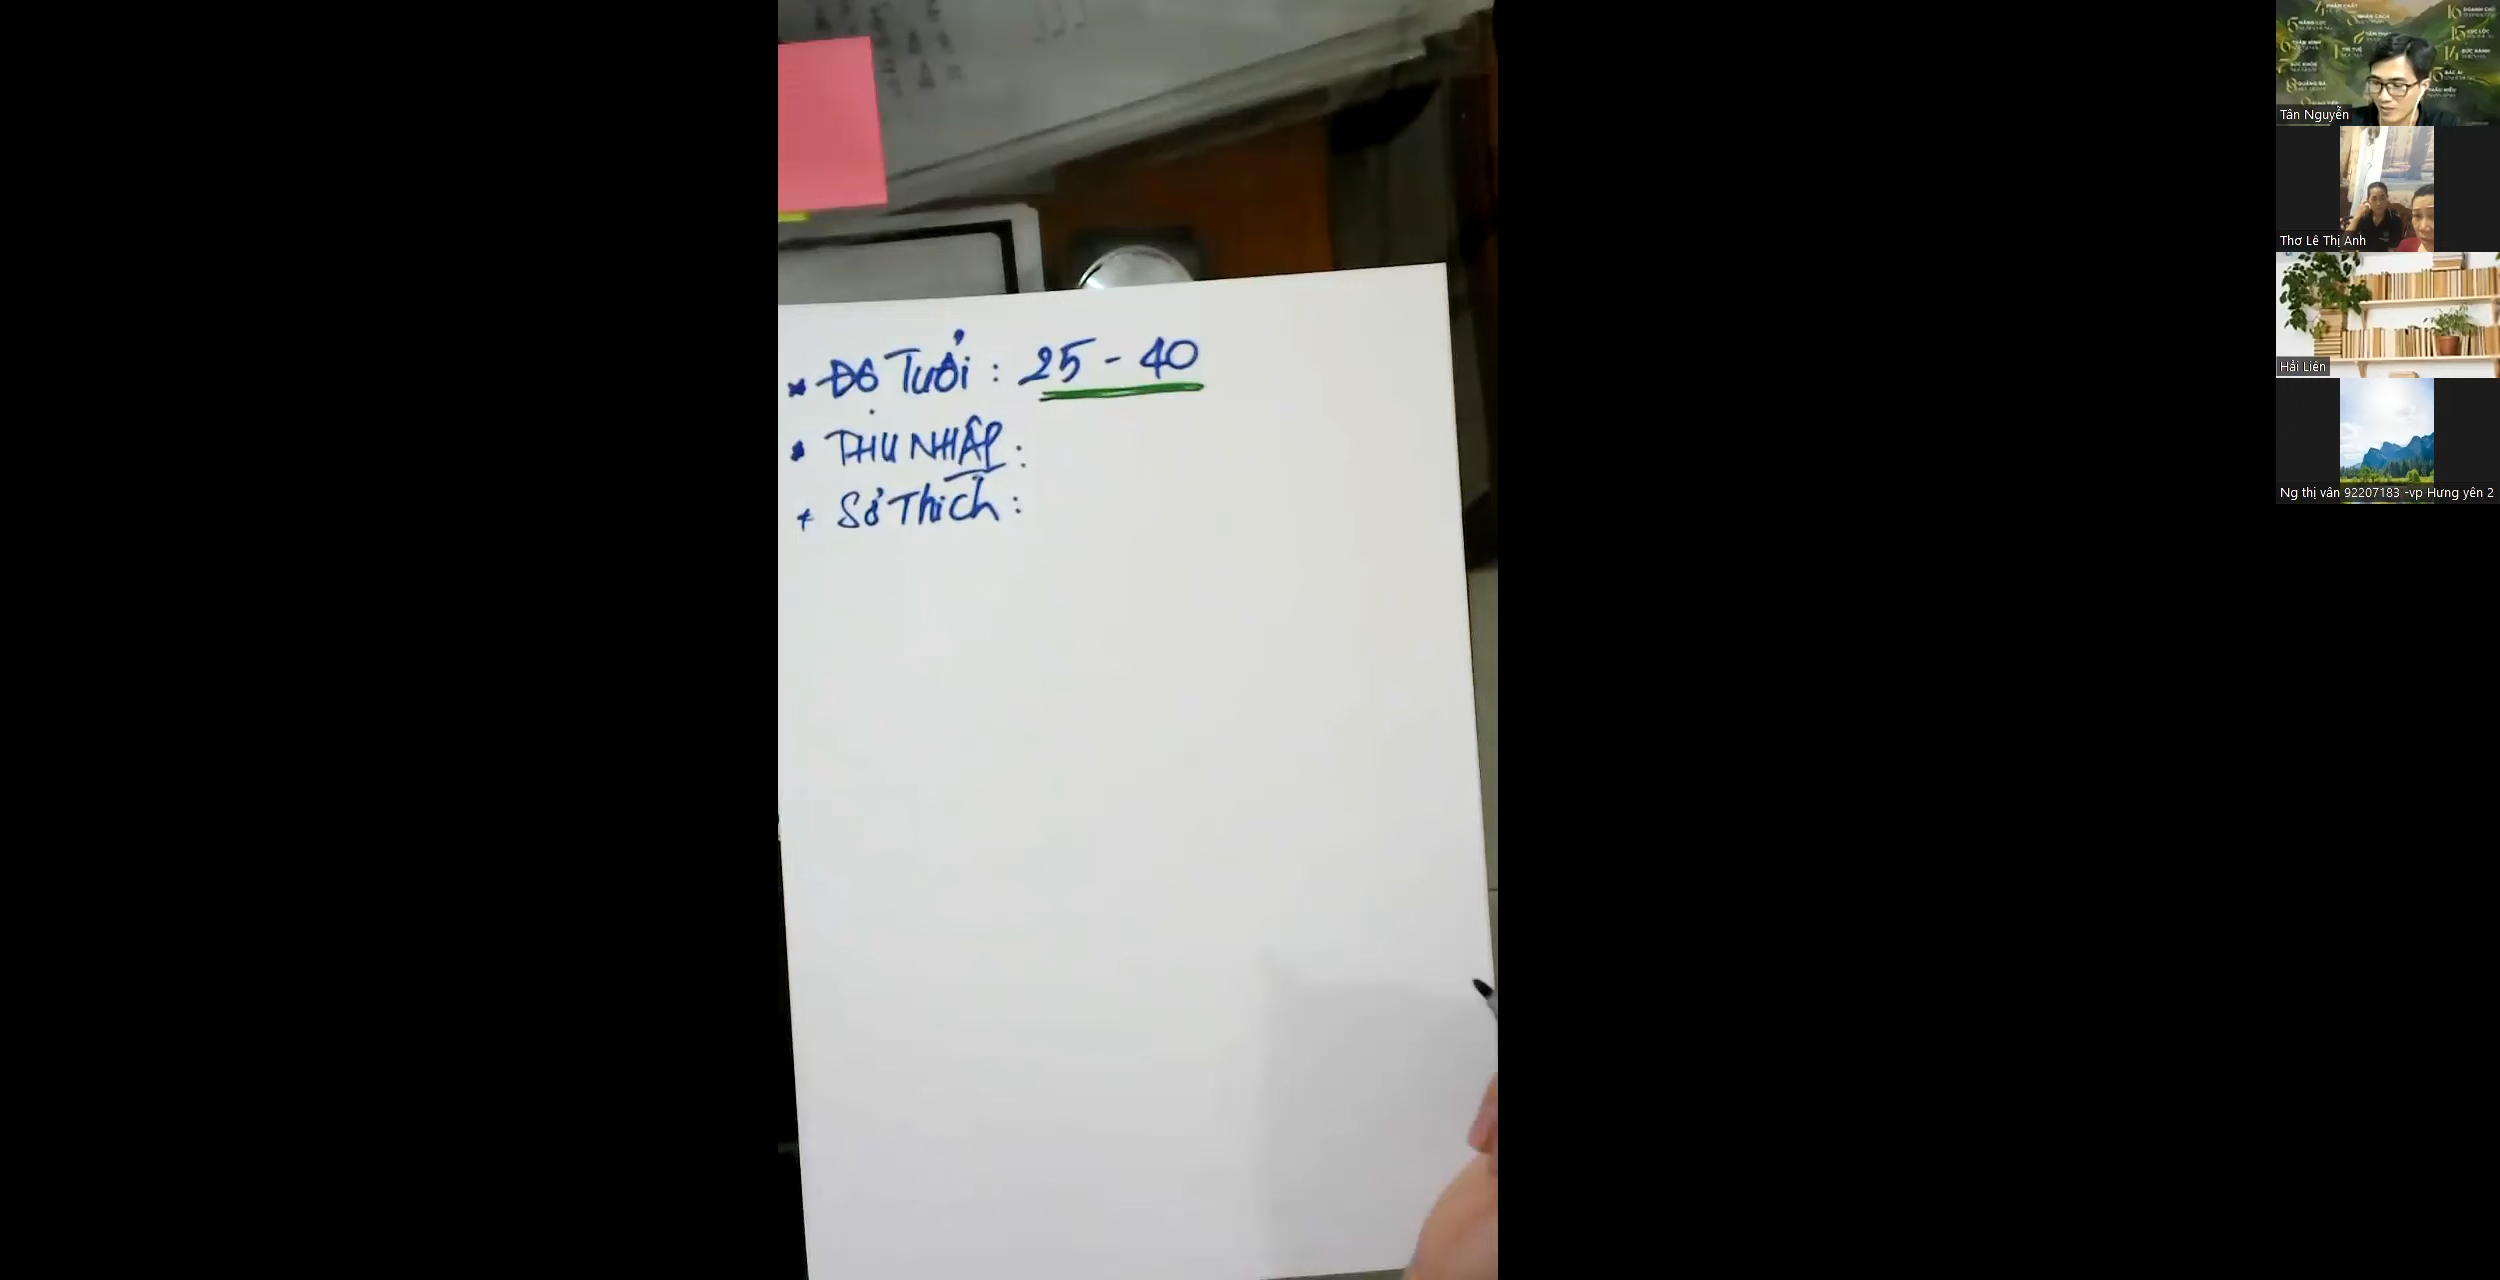 Độ Tuổi : 25 - 40
THU NHẬP :
Sở Thích :
Tân Nguyễn
Thơ Lê Thị Anh
Hải Liên
Ng thị vân 92207183 -vp Hưng yên 2